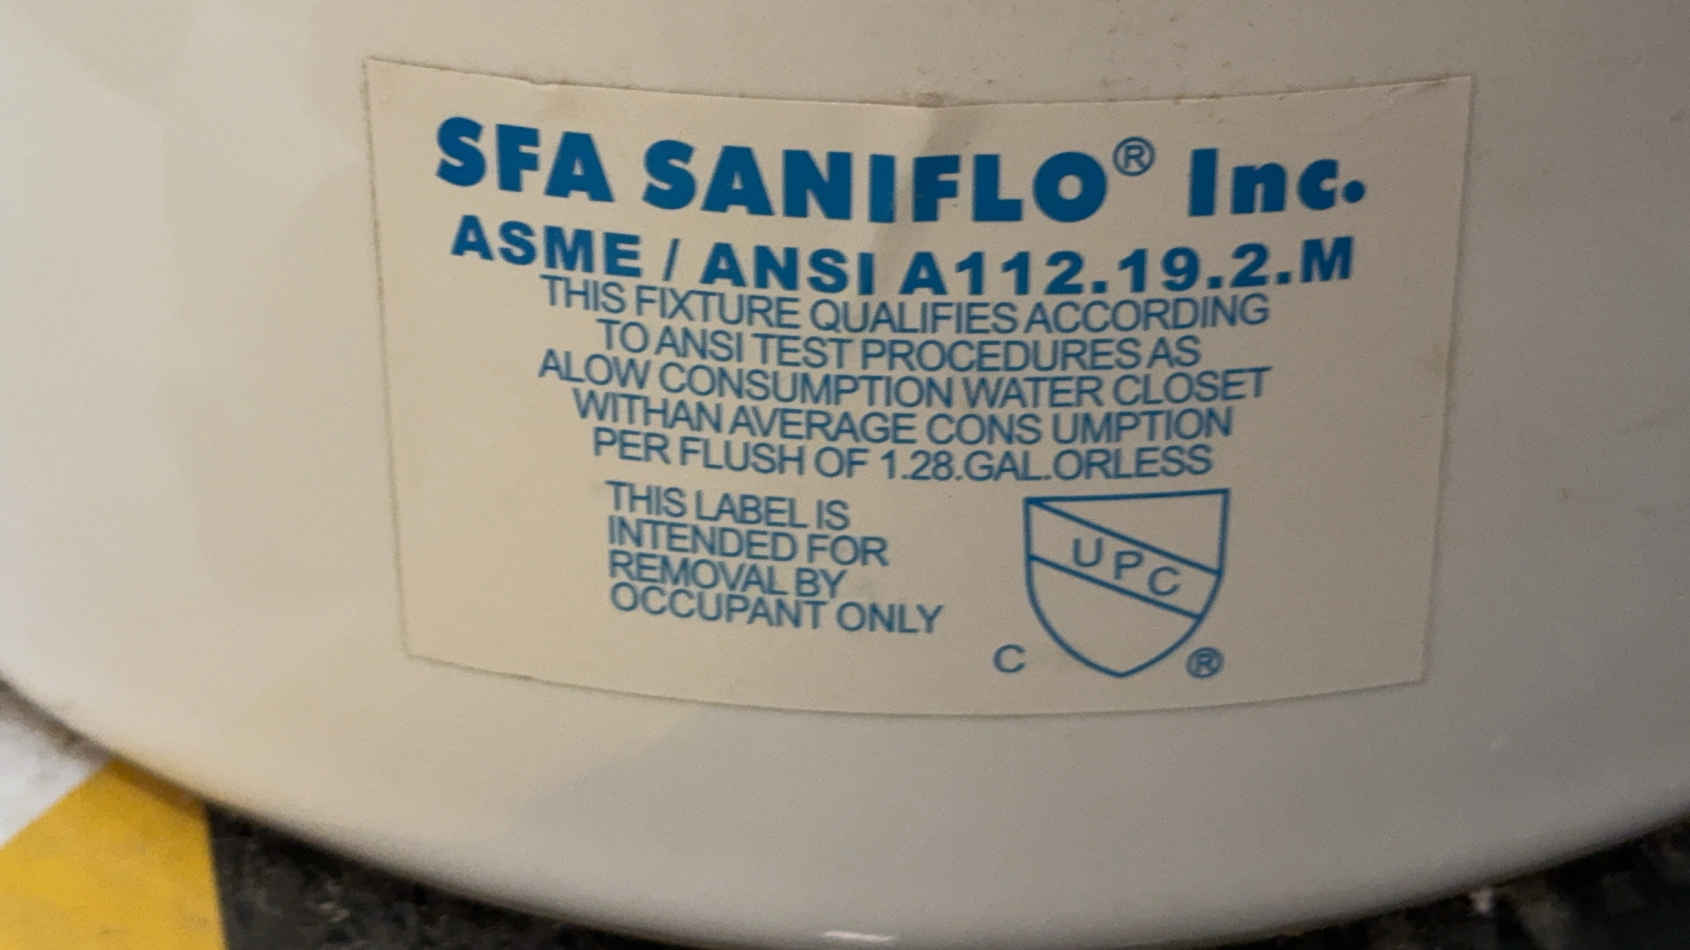 SFA SANIFLO® Inc.
ASME / ANSI A112.19.2.M
THIS FIXTURE QUALIFIES ACCORDING
TO ANSI TEST PROCEDURES AS
ALOW CONSUMPTION WATER CLOSET
WITHAN AVERAGE CONS UMPTION
PER FLUSH OF 1.28.GAL.ORLESS
THIS LABEL IS
INTENDED FOR
REMOVAL BY
OCCUPANT ONLY
UPC
C ®